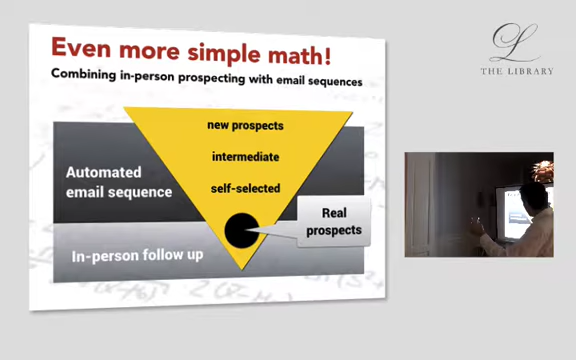 Even more simple math!
Combining in-person prospecting with email sequences
new prospects
intermediate
self-selected
Automated
email sequence
Real
prospects
In-person follow up
L
THE LIBRARY